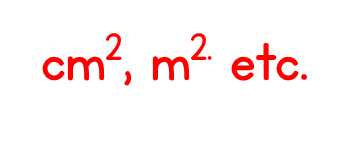 cm², m²· etc.